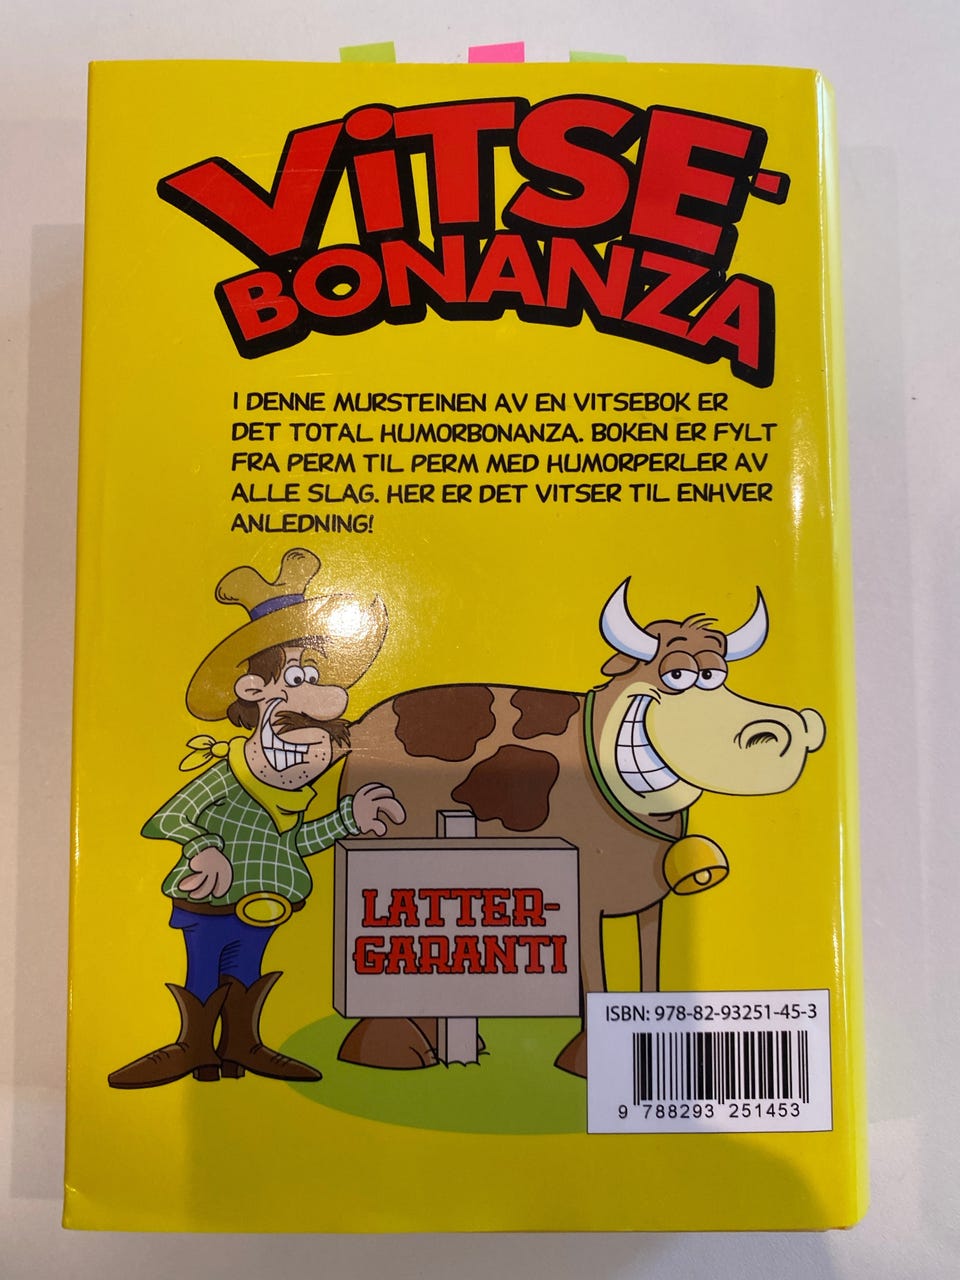 ViTSE-
BONANZA
I DENNE MURSTEINEN AV EN VITSEBOK ER
DET TOTAL HUMORBONANZA. BOKEN ER FYLT
FRA PERM TIL PERM MED HUMORPERLER AV
ALLE SLAG. HER ER DET VITSER TIL ENHVER
ANLEDNING!
LATTER-
GARANTI
ISBN: 978-82-93251-45-3
9 788293 251453